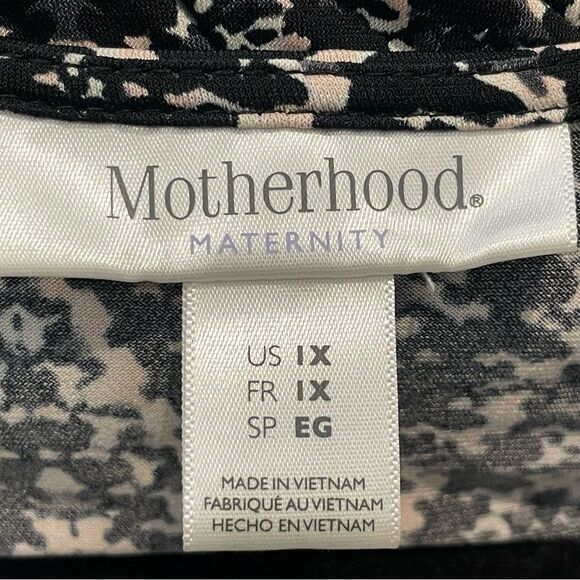 Motherhood®
MATERNITY
US 1X
FR 1X
SP EG
MADE IN VIETNAM
FABRIQUÉ AU VIETNAM
HECHO EN VIETNAM